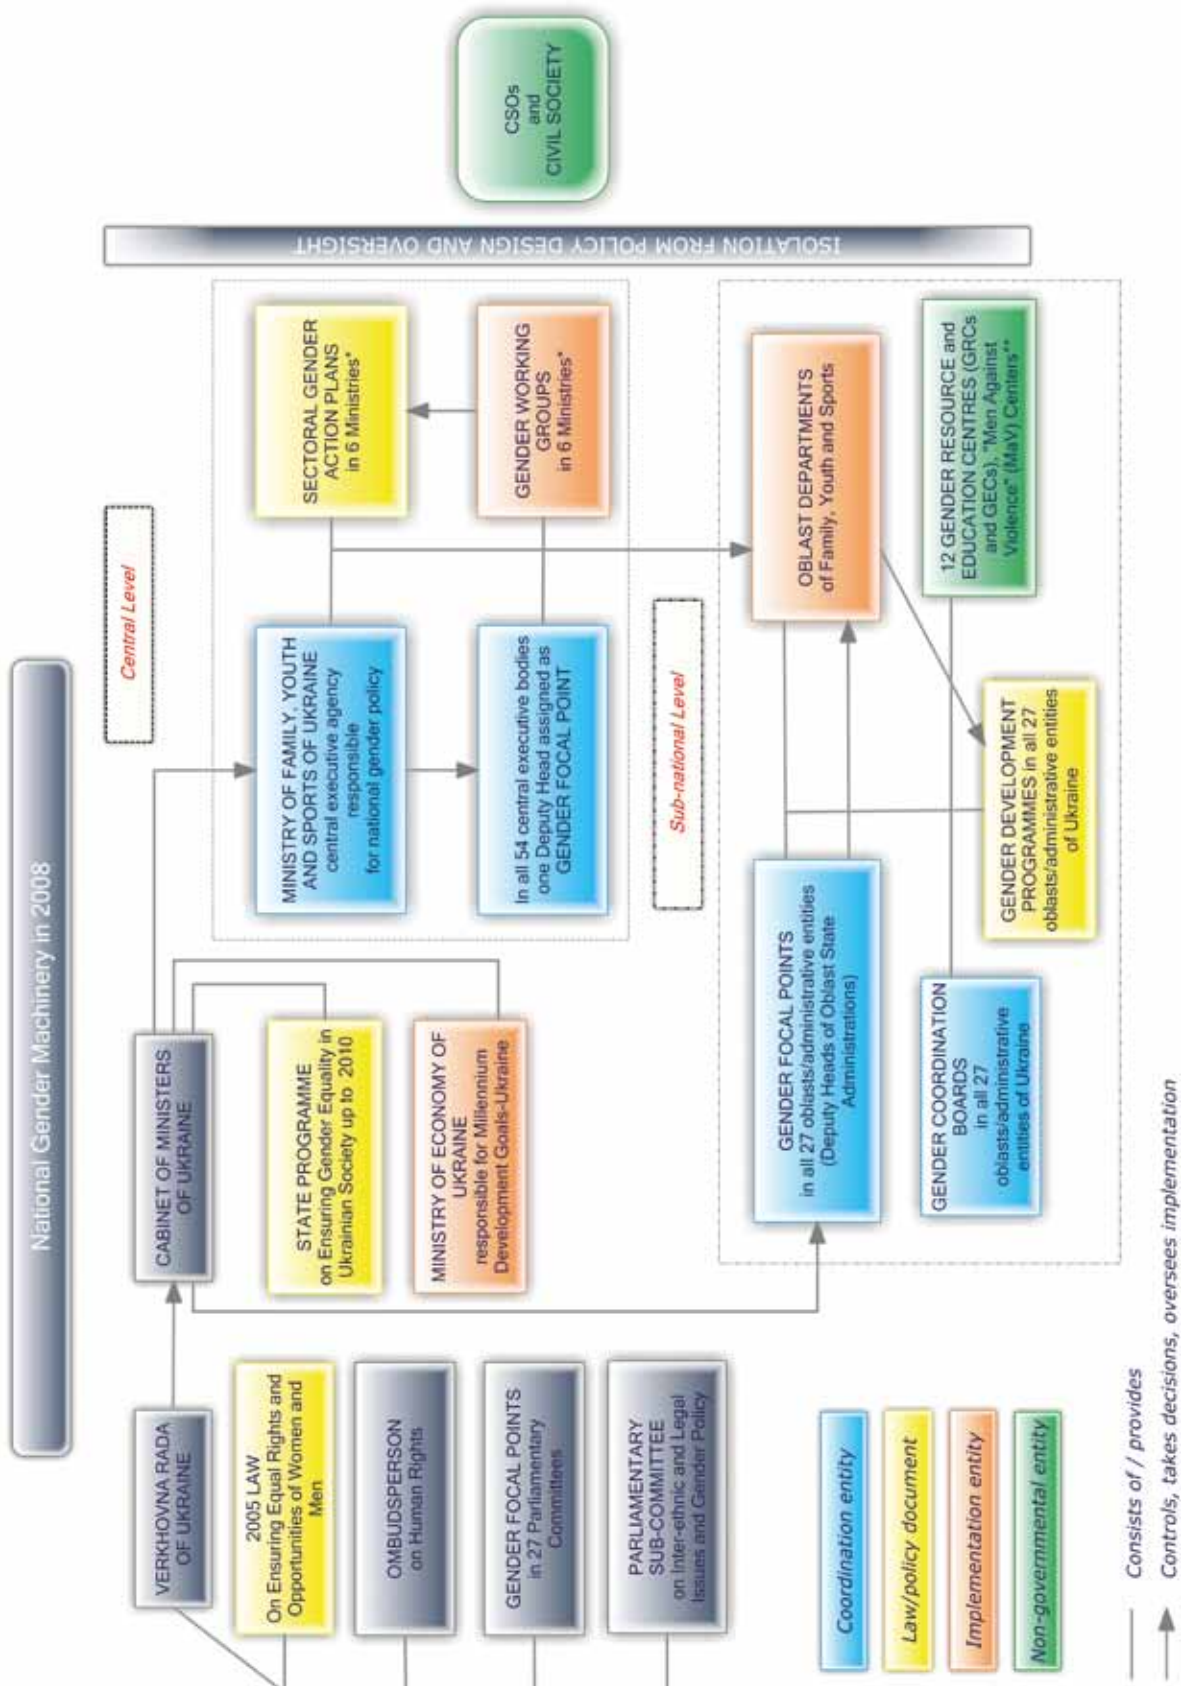 National Gender Machinery in 2008
VERKHOVNA RADA
OF UKRAINE
2005 LAW
On Ensuring Equal Rights and
Opportunities of Women and
Men
OMBUDSPERSON
on Human Rights
GENDER FOCAL POINTS
in 27 Parliamentary
Committees
PARLIAMENTARY
SUB-COMMITTEE
on Inter-ethnic and Legal
Issues and Gender Policy
CABINET OF MINISTERS
OF UKRAINE
STATE PROGRAMME
on Ensuring Gender Equality in
Ukrainian Society up to 2010
MINISTRY OF ECONOMY OF
UKRAINE
responsible for Millennium
Development Goals-Ukraine
Central Level
MINISTRY OF FAMILY, YOUTH
AND SPORTS OF UKRAINE
central executive agency
responsible
for national gender policy
SECTORAL GENDER
ACTION PLANS
in 6 Ministries*
In all 54 central executive bodies
one Deputy Head assigned as
GENDER FOCAL POINT
GENDER WORKING
GROUPS
in 6 Ministries*
Sub-national Level
GENDER FOCAL POINTS
in all 27 oblasts/administrative entities
(Deputy Heads of Oblast State
Administrations)
OBLAST DEPARTMENTS
of Family, Youth and Sports
GENDER COORDINATION
BOARDS
in all 27
oblasts/administrative
entities of Ukraine
12 GENDER RESOURCE and
EDUCATION CENTRES (GRCs
and GECs), "Men Against
Violence" (MaV) Centers**
GENDER DEVELOPMENT
PROGRAMMES in all 27
oblasts/administrative entities
of Ukraine
ISOLATION FROM POLICY DESIGN AND OVERSIGHT
CSOs
and
CIVIL SOCIETY
Coordination entity
Law/policy document
Implementation entity
Non-governmental entity
Consists of / provides
Controls, takes decisions, oversees implementation